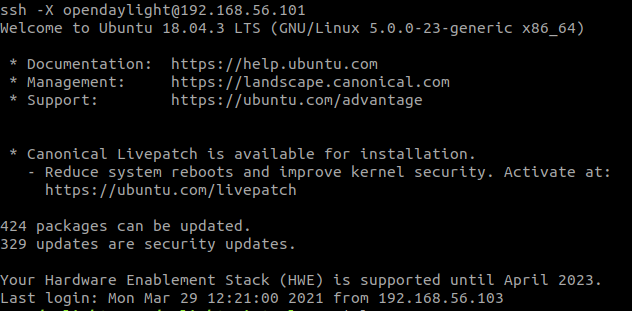 ssh -X opendaylight@192.168.56.101
Welcome to Ubuntu 18.04.3 LTS (GNU/Linux 5.0.0-23-generic x86_64)
* Documentation:  https://help.ubuntu.com
* Management:     https://landscape.canonical.com
* Support:        https://ubuntu.com/advantage
* Canonical Livepatch is available for installation.
- Reduce system reboots and improve kernel security. Activate at:
https://ubuntu.com/livepatch
424 packages can be updated.
329 updates are security updates.
Your Hardware Enablement Stack (HWE) is supported until April 2023.
Last login: Mon Mar 29 12:21:00 2021 from 192.168.56.103